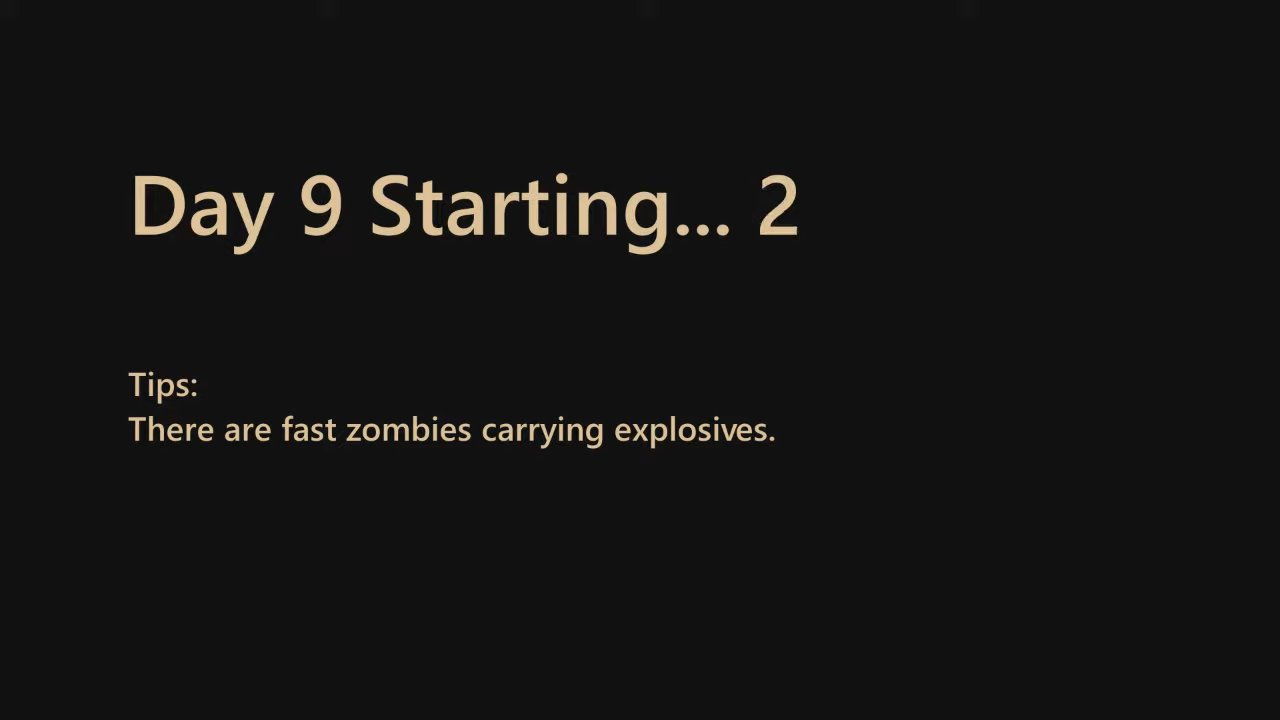 Day 9 Starting... 2
Tips:
There are fast zombies carrying explosives.